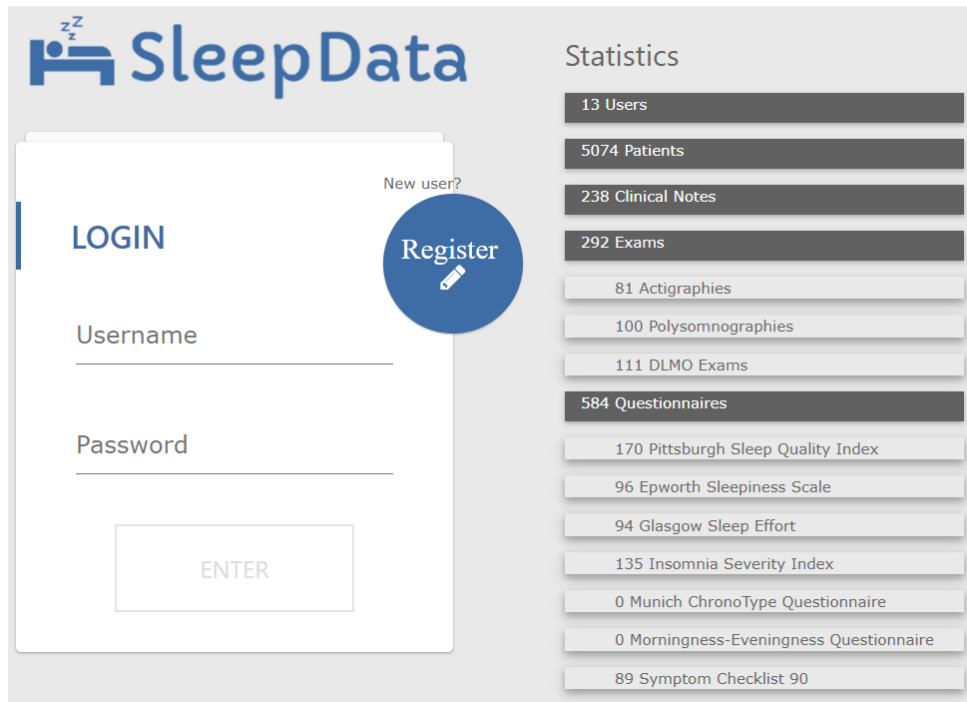 zzZ
SleepData
New user?
LOGIN
Register
Username
Password
ENTER
Statistics
13 Users
5074 Patients
238 Clinical Notes
292 Exams
81 Actigraphies
100 Polysomnographies
111 DLMO Exams
584 Questionnaires
170 Pittsburgh Sleep Quality Index
96 Epworth Sleepiness Scale
94 Glasgow Sleep Effort
135 Insomnia Severity Index
0 Munich ChronoType Questionnaire
0 Morningness-Eveningness Questionnaire
89 Symptom Checklist 90